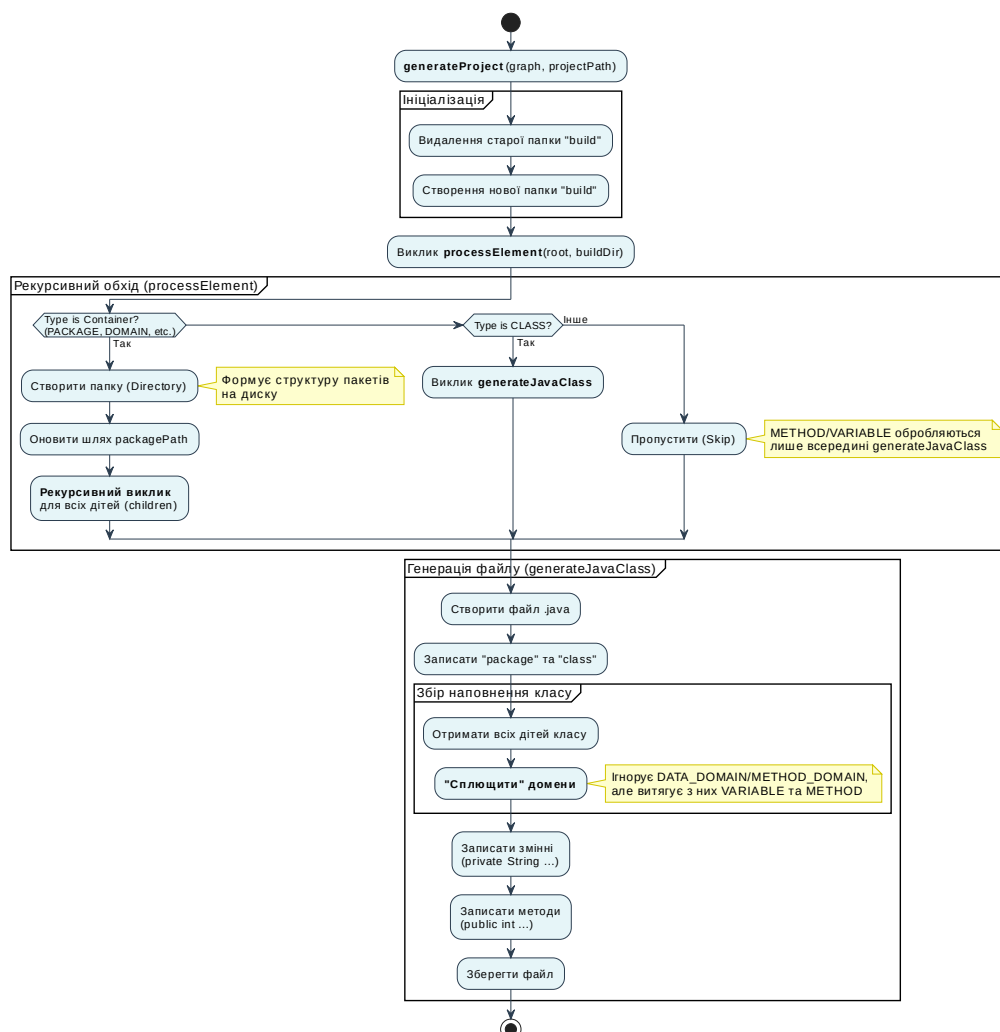 generateProject(graph, projectPath)
Ініціалізація
Видалення старої папки "build"
Створення нової папки "build"
Виклик processElement(root, buildDir)
Рекурсивний обхід (processElement)
Type is Container?
(PACKAGE, DOMAIN, etc.)
Так
Type is CLASS?
Інше
Так
Створити папку (Directory)
Формує структуру пакетів
на диску
Виклик generateJavaClass
Оновити шлях packagePath
Пропустити (Skip)
METHOD/VARIABLE обробляються
лише всередині generateJavaClass
Рекурсивний виклик
для всіх дітей (children)
Генерація файлу (generateJavaClass)
Створити файл .java
Записати "package" та "class"
Збір наповнення класу
Отримати всіх дітей класу
"Сплющити" домени
Ігнорує DATA_DOMAIN/METHOD_DOMAIN,
але витягує з них VARIABLE та METHOD
Записати змінні
(private String ...)
Записати методи
(public int ...)
Зберегти файл